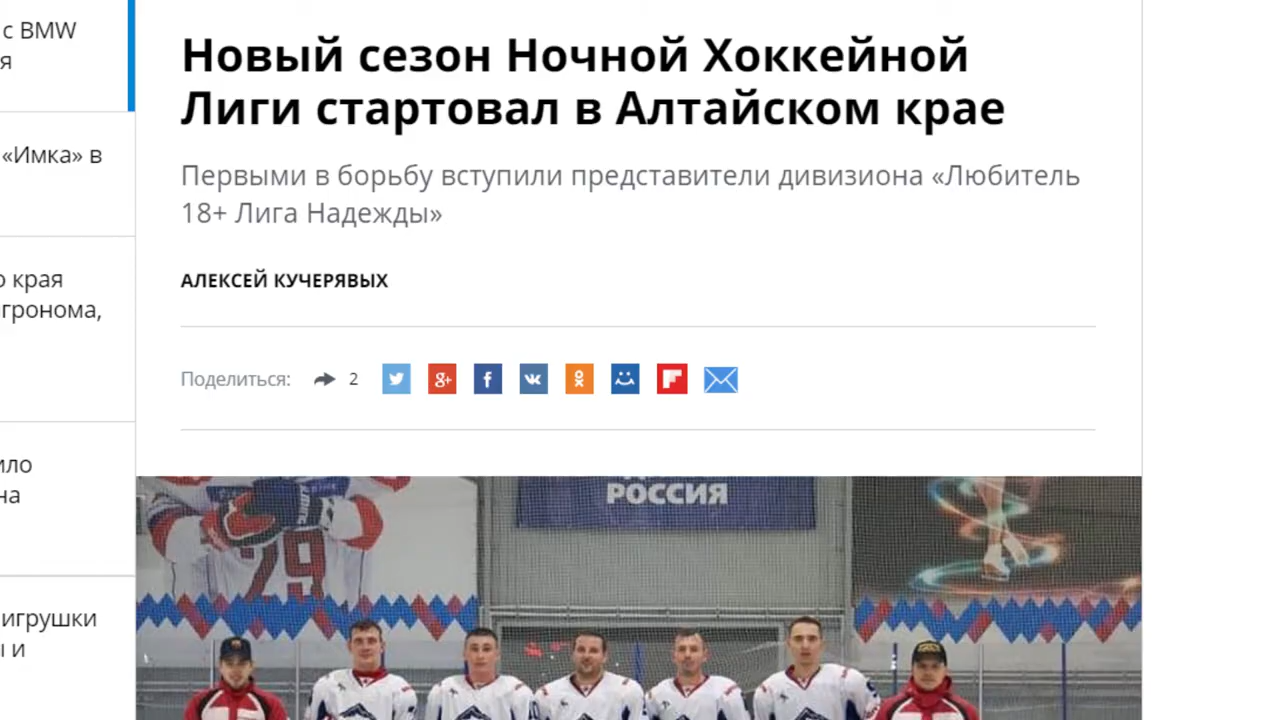 с BMW
я
«Имка» в
о края
гронома,
ило
на
игрушки
ы и
Новый сезон Ночной Хоккейной
Лиги стартовал в Алтайском крае
Первыми в борьбу вступили представители дивизиона «Любитель
18+ Лига Надежды»
АЛЕКСЕЙ КУЧЕРЯВЫХ
Поделиться: 2
РОССИЯ
79